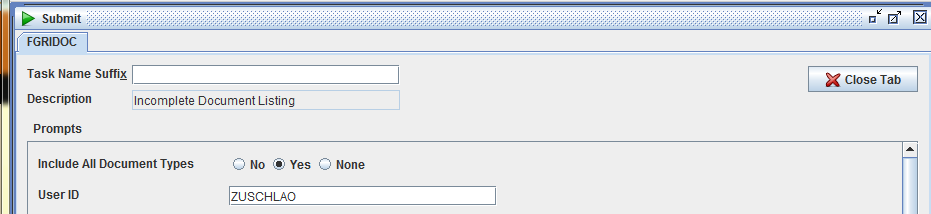 Submit
FGRIDOC
Task Name Suffix
Close Tab
Description Incomplete Document Listing
Prompts
Include All Document Types No Yes None
User ID ZUSCHLAO